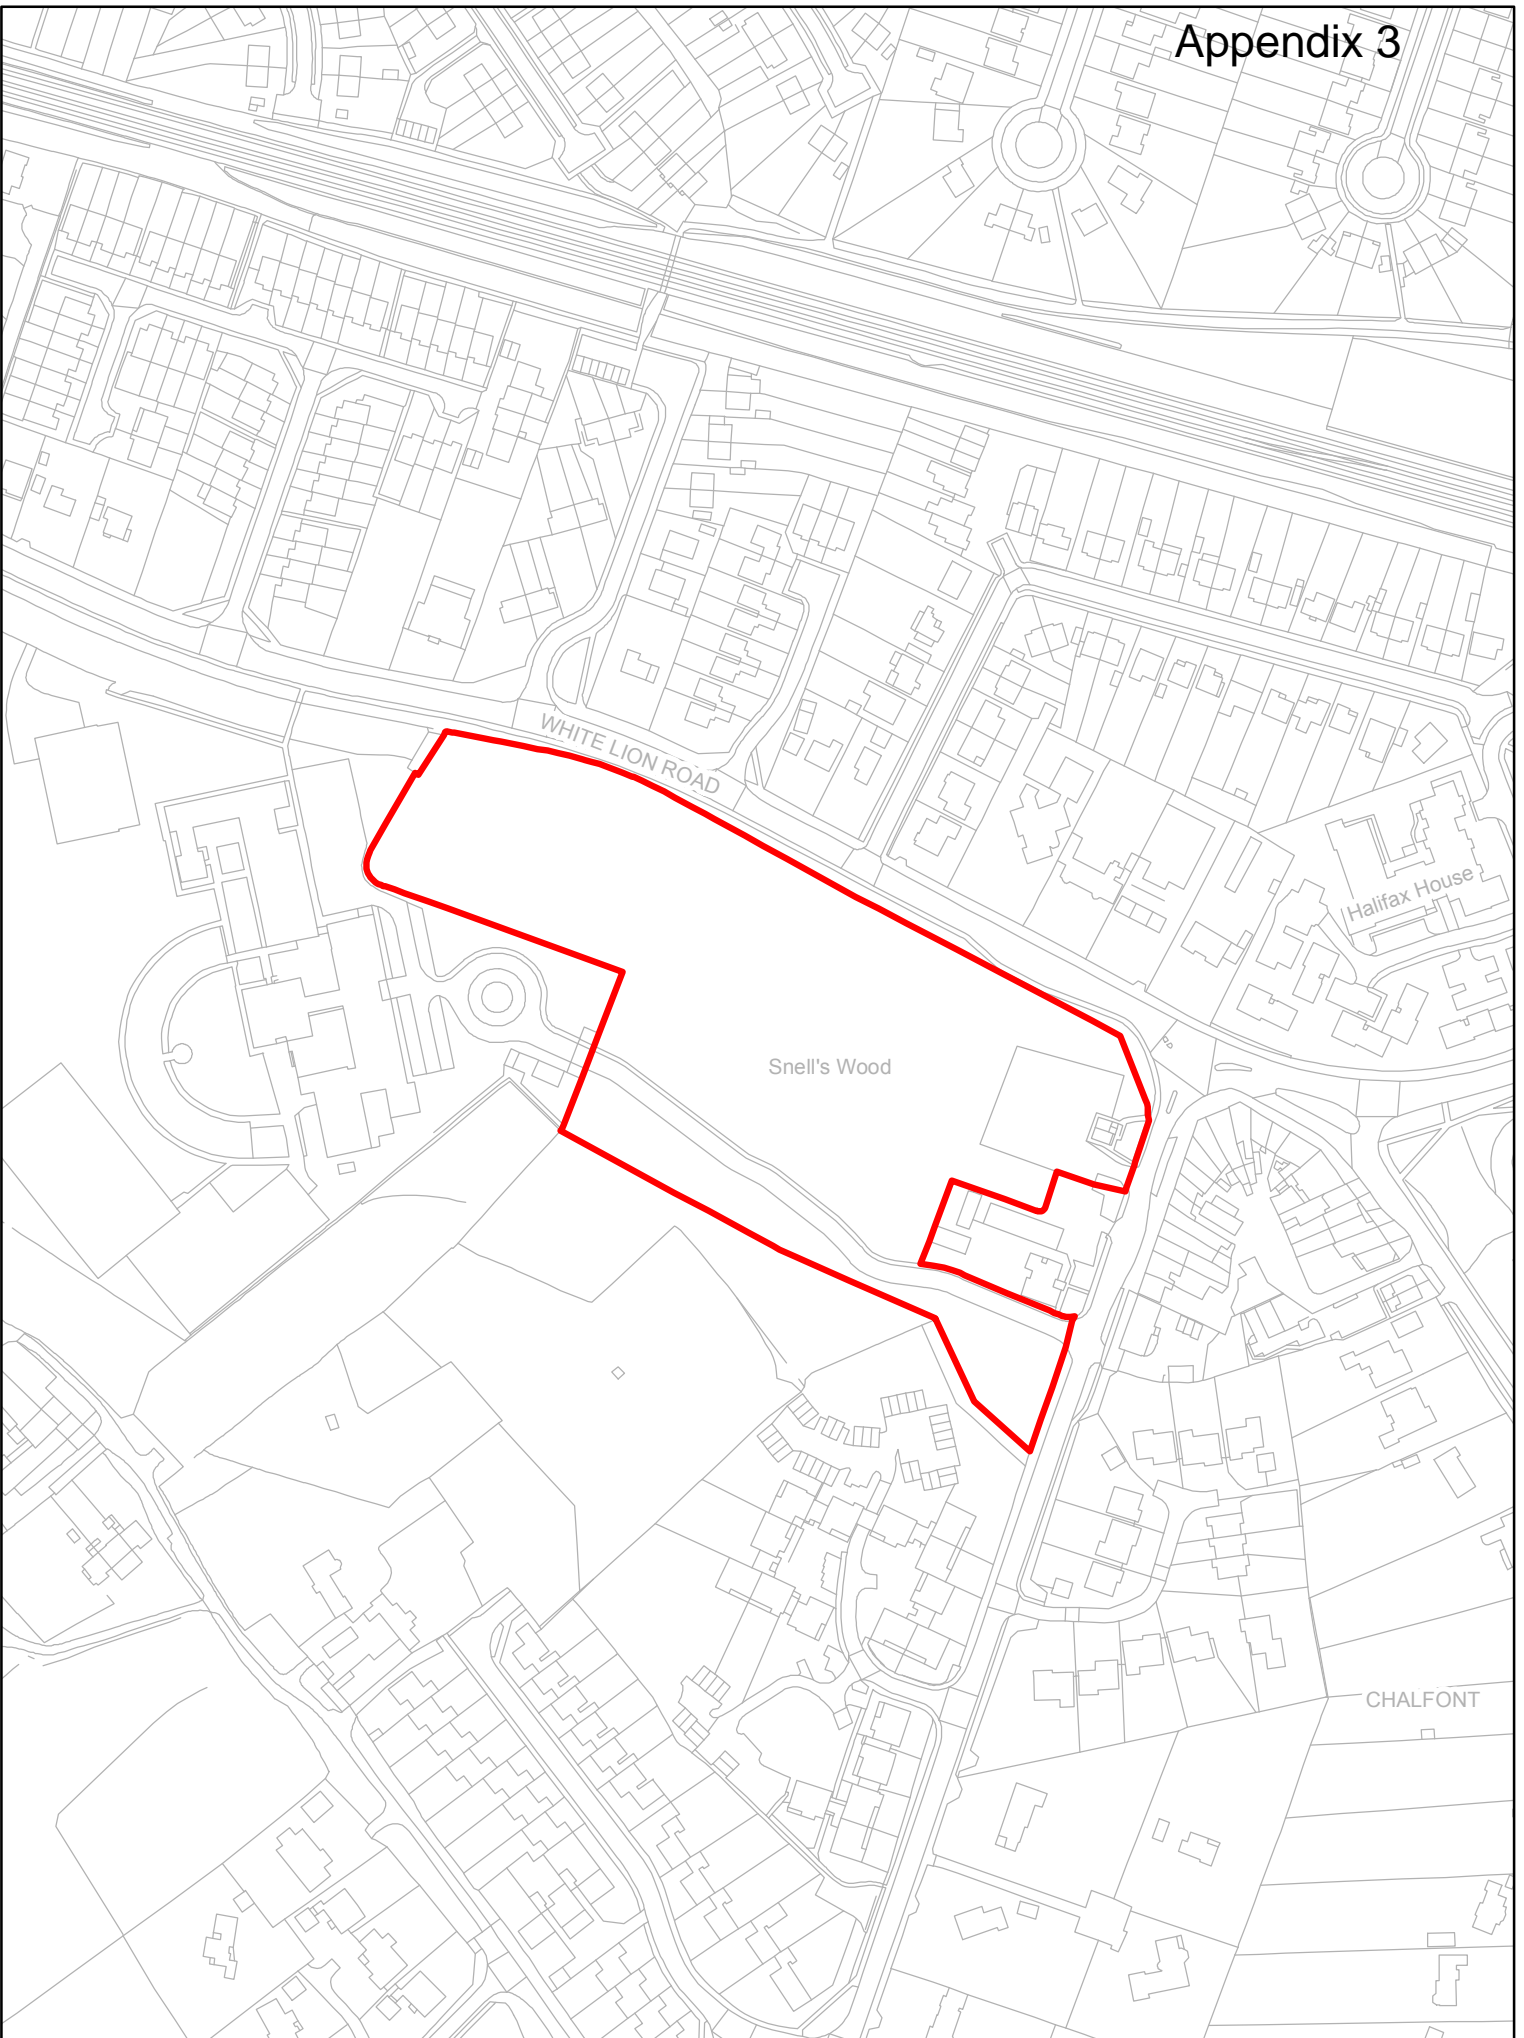 Appendix 3
WHITE LION ROAD
Halifax House
Snell's Wood
CHALFONT